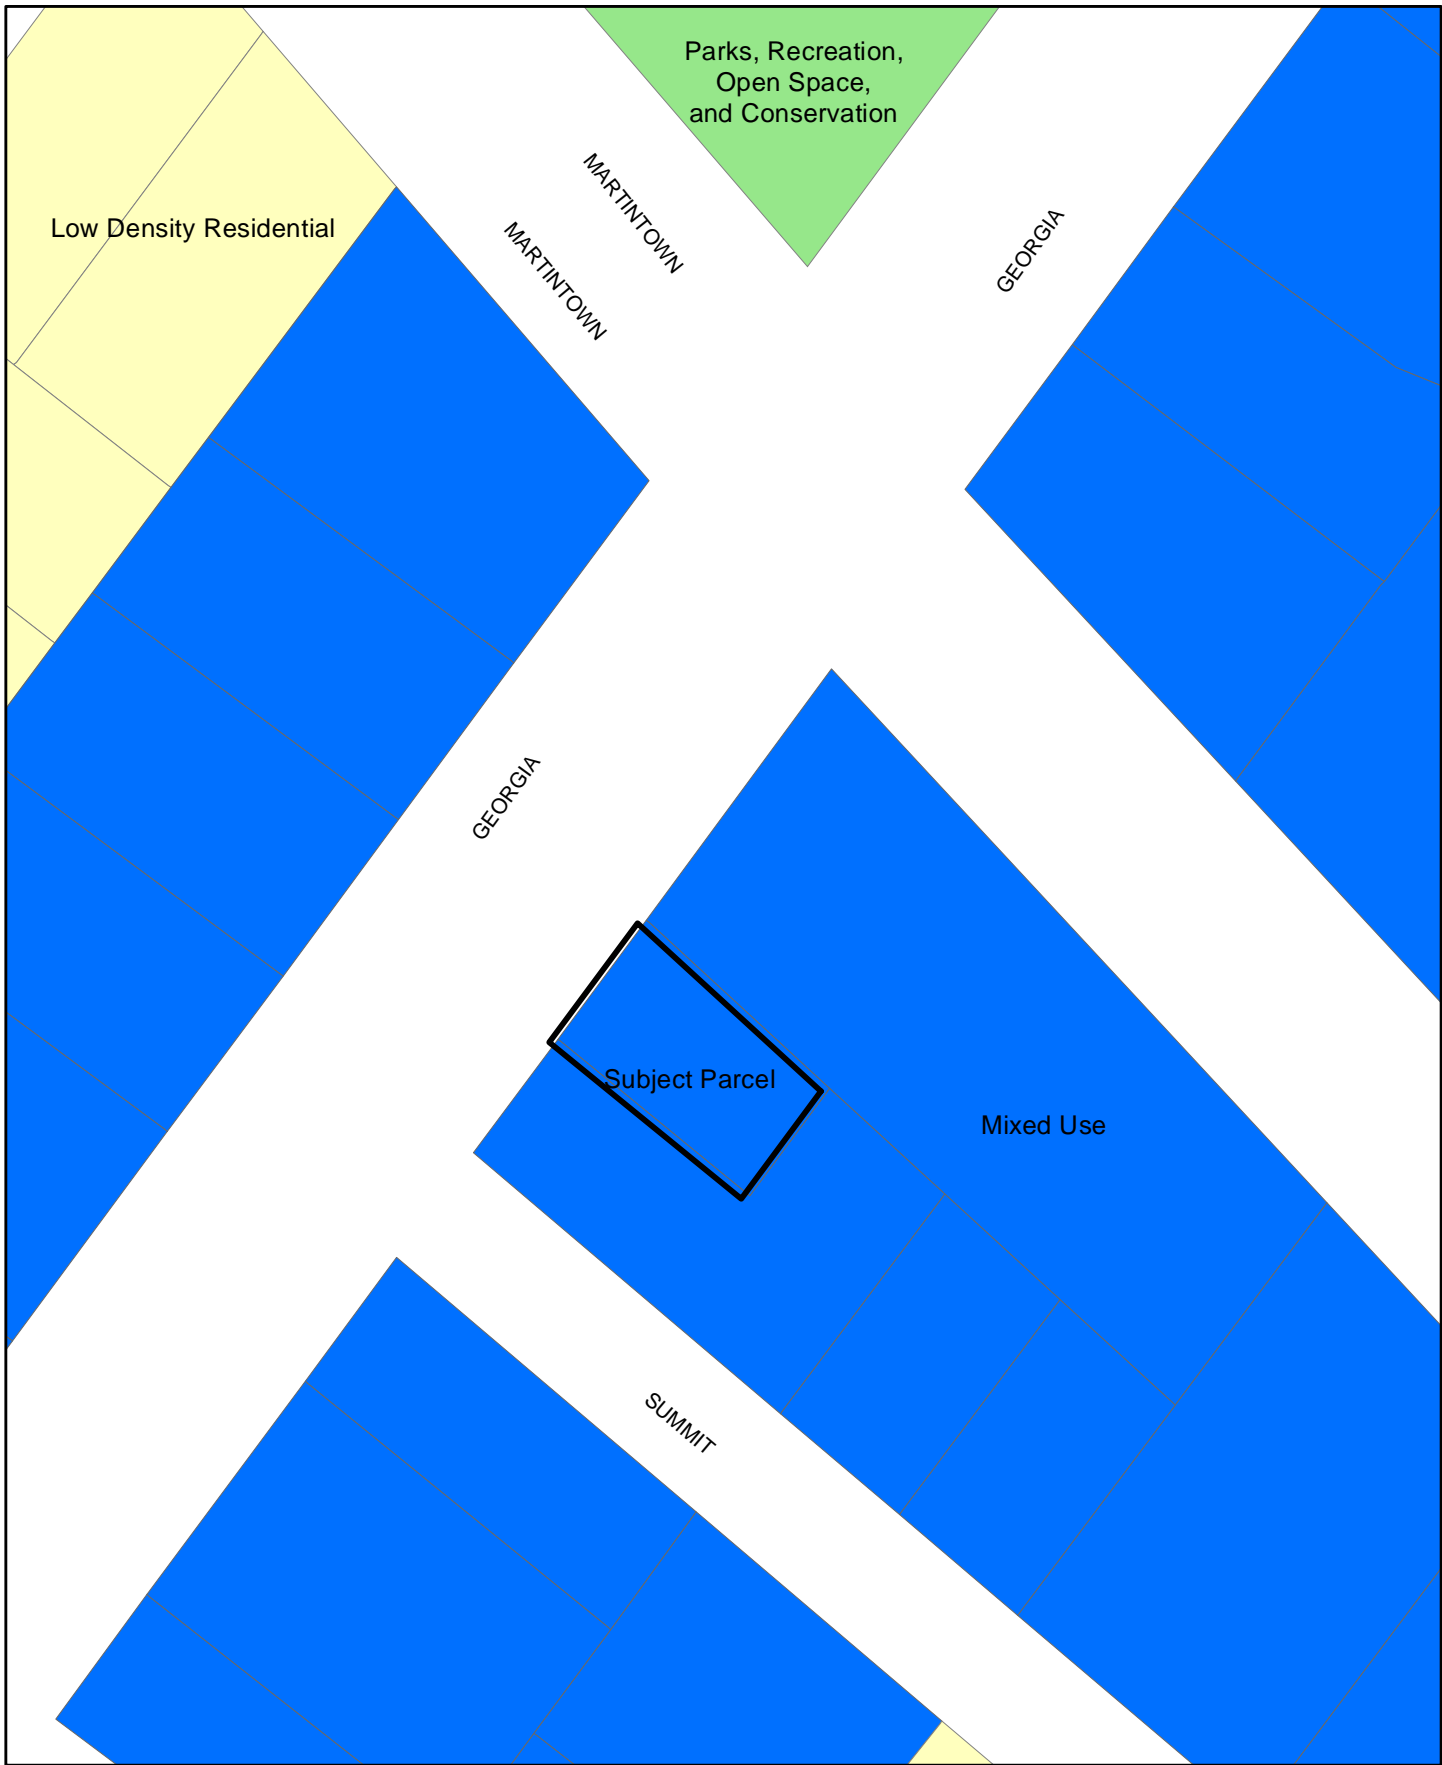 Parks, Recreation,
Open Space,
and Conservation
MARTINTOWN
MARTINTOWN
GEORGIA
Low Density Residential
GEORGIA
Subject Parcel
Mixed Use
SUMMIT